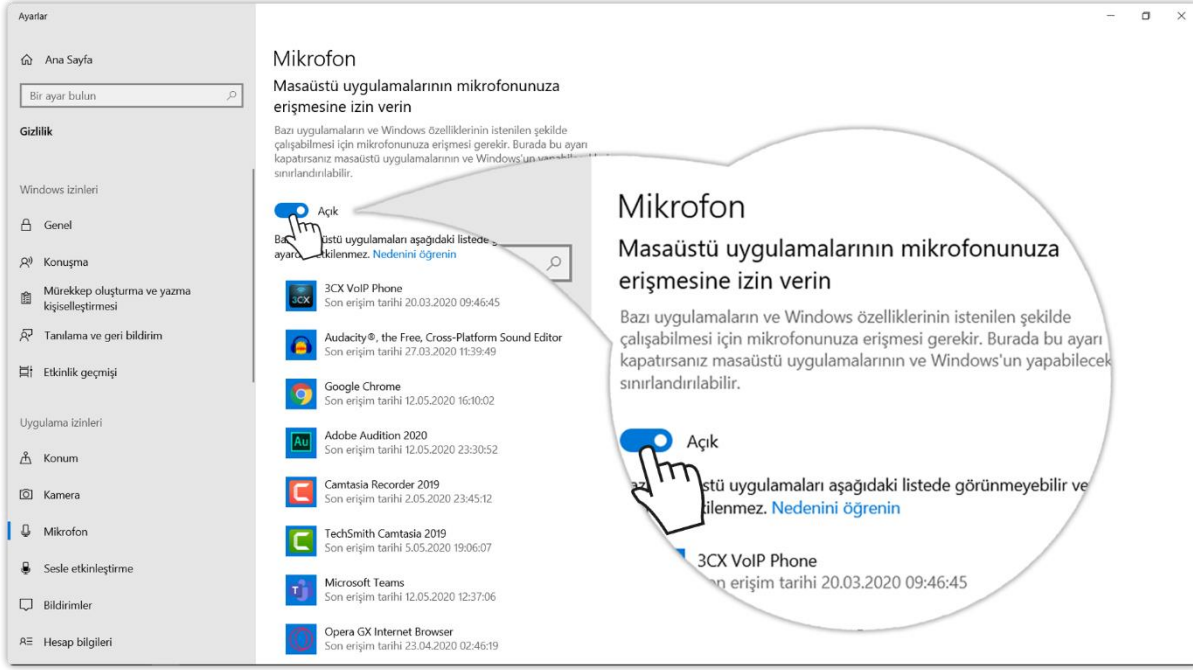 Ayarlar
Ana Sayfa
Bir ayar bulun
Gizlilik
Windows izinleri
Genel
Konuşma
Mürekkep oluşturma ve yazma
kişiselleştirmesi
Tanılama ve geri bildirim
Etkinlik geçmişi
Uygulama izinleri
Konum
Kamera
Mikrofon
Sesle etkinleştirme
Bildirimler
Hesap bilgileri
Mikrofon
Masaüstü uygulamalarının mikrofonunuza
erişmesine izin verin
Bazı uygulamaların ve Windows özelliklerinin istenilen şekilde
çalışabilmesi için mikrofonunuza erişmesi gerekir. Burada bu ayarı
kapatırsanız masaüstü uygulamalarının ve Windows'un
sınırlandırılabilir.
Açık
uygulamaları aşağıdaki listede
etkilenmez. Nedenini öğrenin
3CX
3CX VoIP Phone
Son erişim tarihi 20.03.2020 09:46:45
Audacity®, the Free, Cross-Platform Sound Editor
Son erişim tarihi 27.03.2020 11:39:49
Google Chrome
Son erişim tarihi 12.05.2020 16:10:02
Au
Adobe Audition 2020
Son erişim tarihi 12.05.2020 23:30:52
Camtasia Recorder 2019
Son erişim tarihi 2.05.2020 23:45:12
TechSmith Camtasia 2019
Son erişim tarihi 5.05.2020 19:06:07
Microsoft Teams
Son erişim tarihi 12.05.2020 12:37:06
Opera GX Internet Browser
Son erişim tarihi 23.04.2020 02:46:19
Mikrofon
Masaüstü uygulamalarının mikrofonunuza
erişmesine izin verin
Bazı uygulamaların ve Windows özelliklerinin istenilen şekilde
çalışabilmesi için mikrofonunuza erişmesi gerekir. Burada bu ayarı
kapatırsanız masaüstü uygulamalarının ve Windows'un yapabilecek
sınırlandırılabilir.
Açık
uygulamaları aşağıdaki listede görünmeyebilir ve
Nedenini öğrenin
3CX VoIP Phone
erişim tarihi 20.03.2020 09:46:45